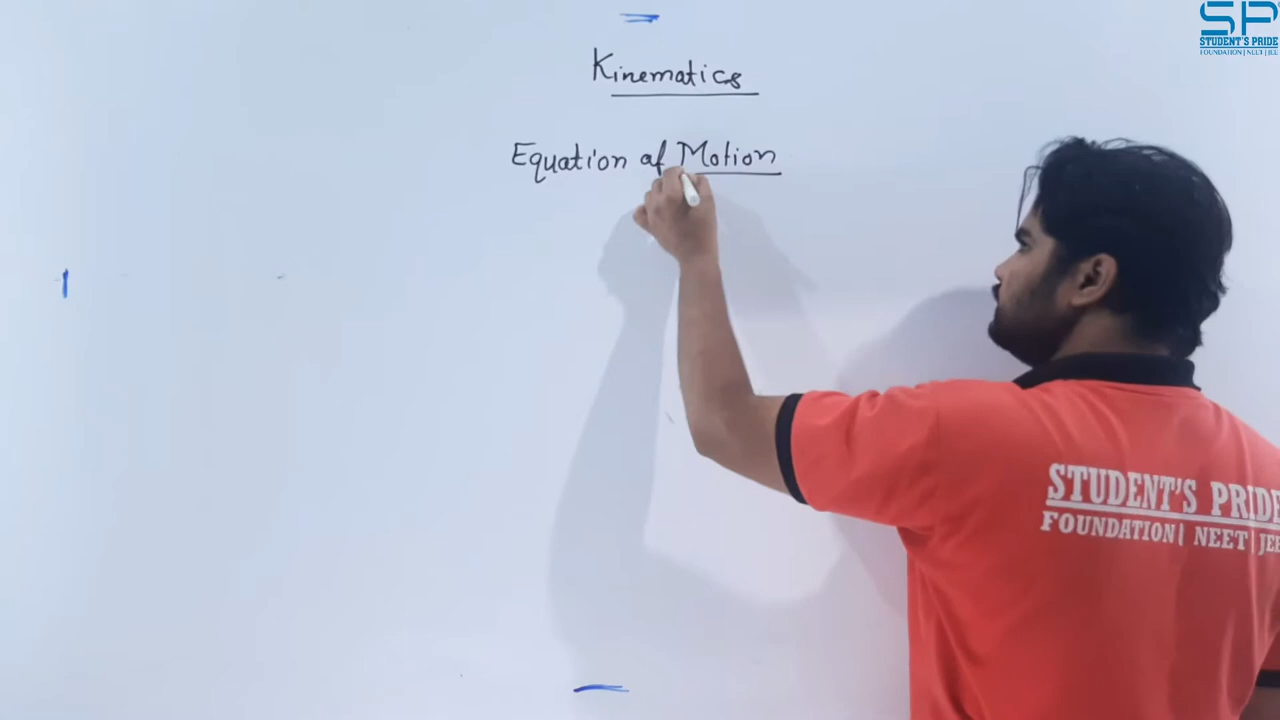 SP
STUDENT'S PRIDE
FOUNDATION | NEET | JEE
Kinematics
Equation of Motion
STUDENT'S PRIDE
FOUNDATION | NEET | JEE